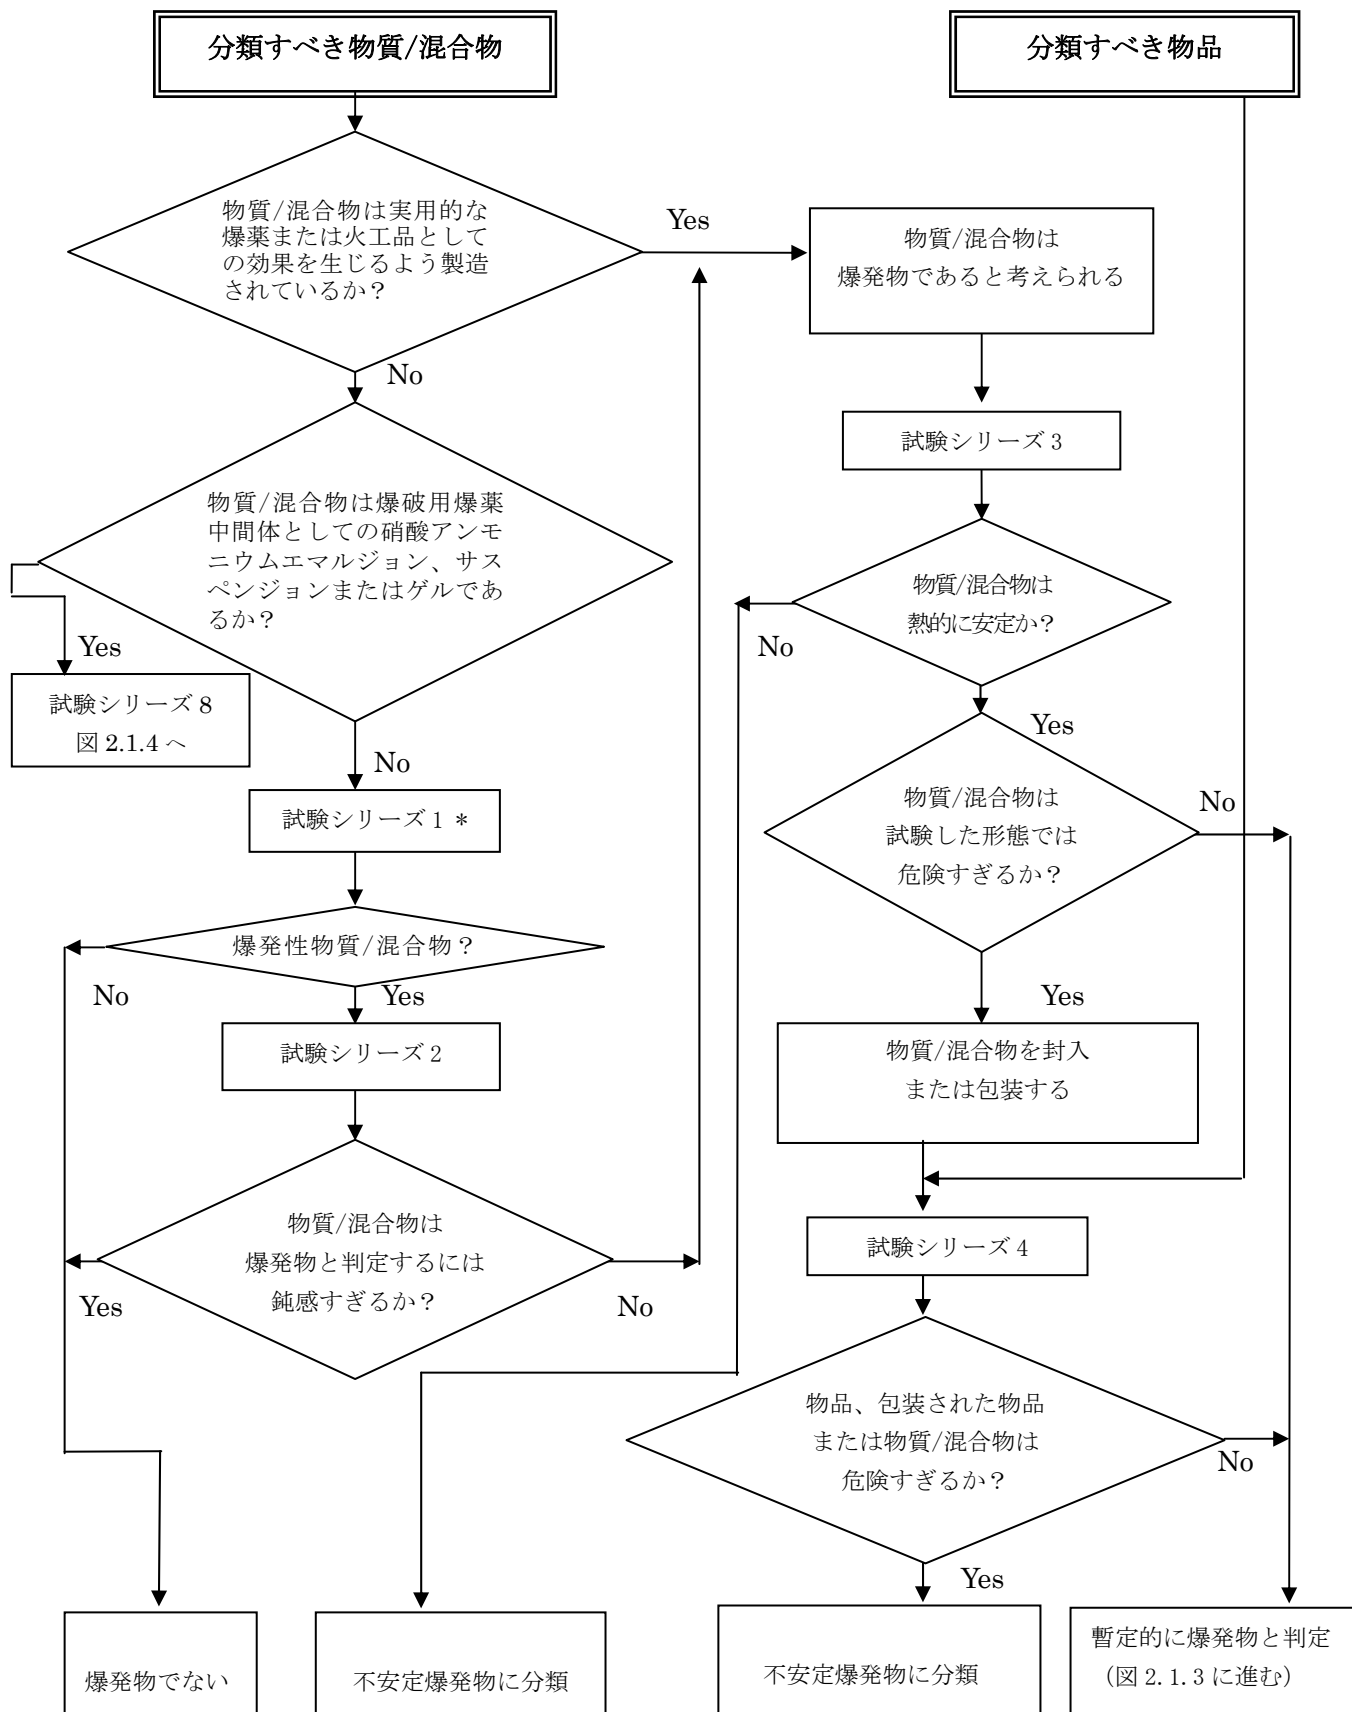 分類すべき物質/混合物
分類すべき物品
物質/混合物は実用的な
爆薬または火工品として
の効果を生じるよう製造
されているか？
Yes
物質/混合物は
爆発物であると考えられる
No
試験シリーズ 3
物質/混合物は爆破用爆薬
中間体としての硝酸アンモ
ニウムエマルジョン、サス
ペンジョンまたはゲルであ
るか？
物質/混合物は
熱的に安定か？
No
Yes
試験シリーズ 8
図 2.1.4 へ
Yes
No
物質/混合物は
試験した形態では
危険すぎるか？
No
試験シリーズ 1 *
爆発性物質/混合物？
No
Yes
Yes
試験シリーズ 2
物質/混合物を封入
または包装する
物質/混合物は
爆発物と判定するには
鈍感すぎるか？
Yes
No
試験シリーズ 4
物品、包装された物品
または物質/混合物は
危険すぎるか？
No
Yes
爆発物でない
不安定爆発物に分類
不安定爆発物に分類
暫定的に爆発物と判定
（図 2.1.3 に進む）